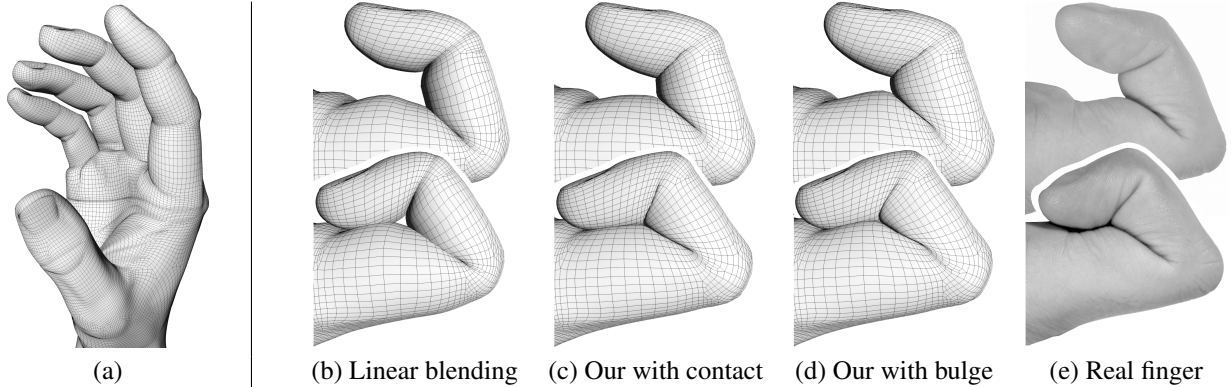 (a)
(b) Linear blending
(c) Our with contact
(d) Our with bulge
(e) Real finger